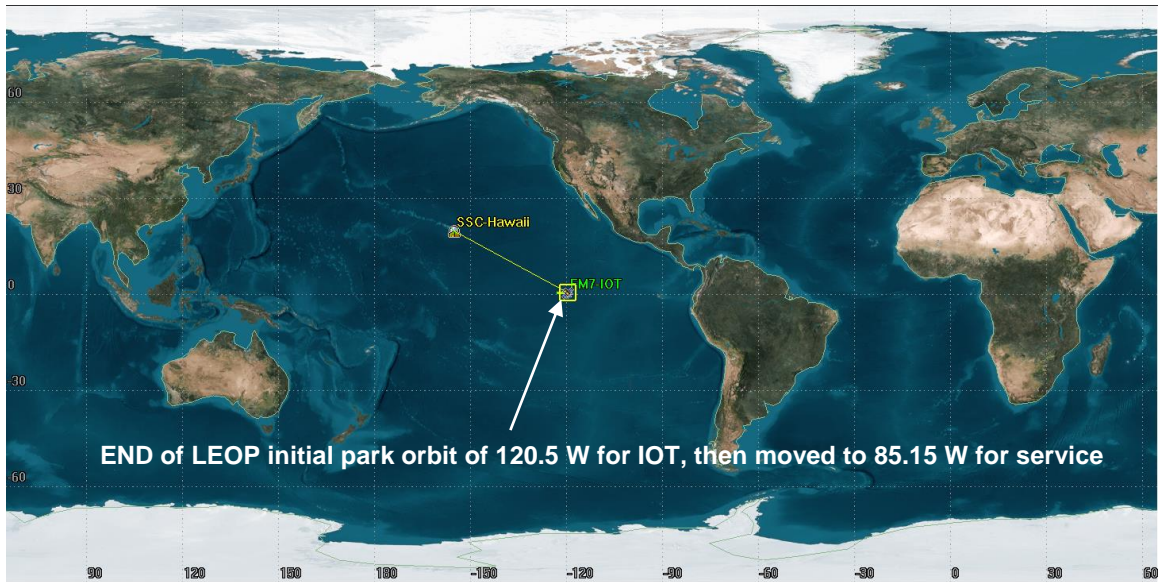 60
30
SSC-Hawaii
0
FM7-IOT
-30
END of LEOP initial park orbit of 120.5 W for IOT, then moved to 85.15 W for service
-60
90 120 150 180 -150 -120 -90 -60 -30 0 30 60